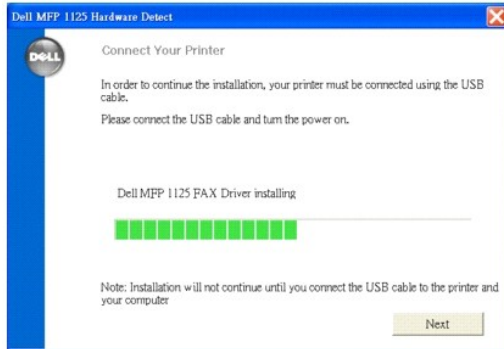 Dell MFP 1125 Hardware Detect
DELL
Connect Your Printer
In order to continue the installation, your printer must be connected using the USB
cable.
Please connect the USB cable and turn the power on.
Dell MFP 1125 FAX Driver installing
Note: Installation will not continue until you connect the USB cable to the printer and
your computer
Next